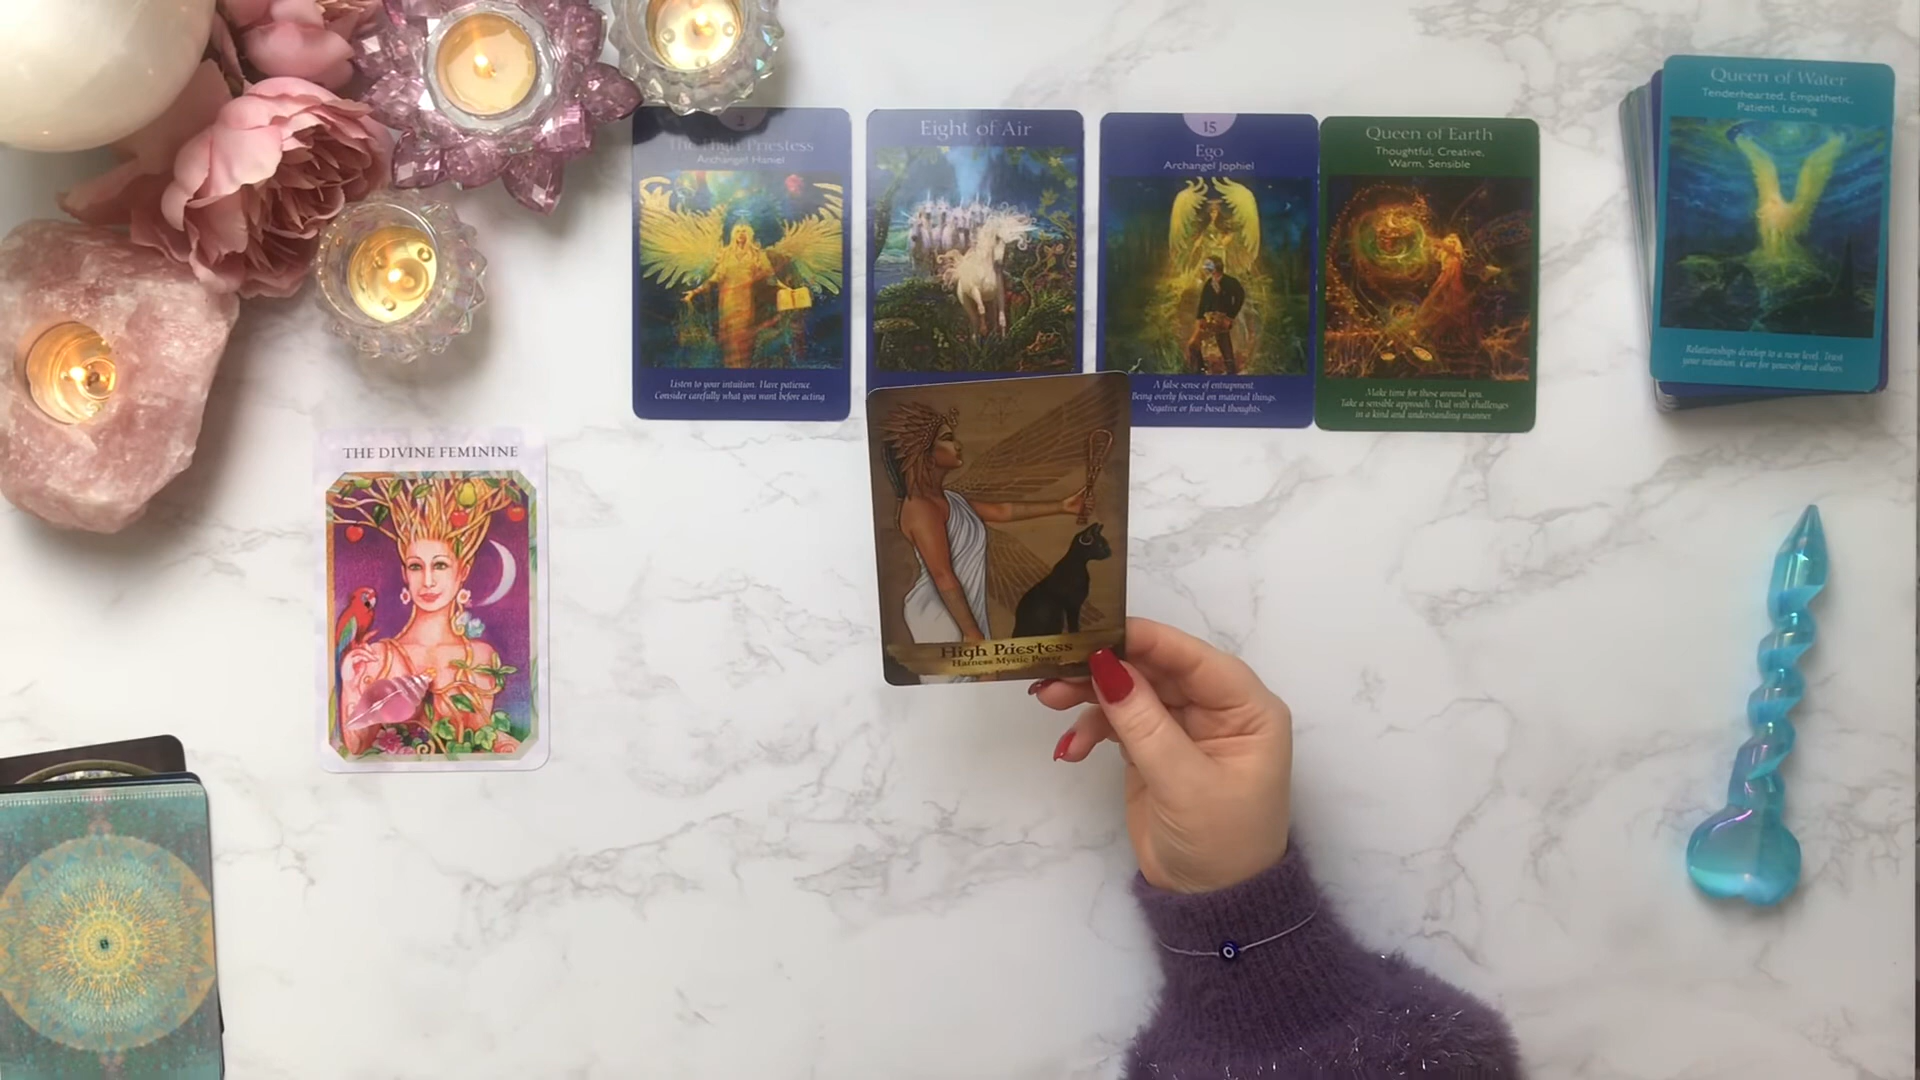 2
The High Priestess
Archangel Haniel
Listen to your intuition. Have patience.
Consider carefully what you want before acting
Eight of Air
15
Ego
Archangel Jophiel
A false sense of entrapment.
Being overly focused on material things.
Negative or fear-based thoughts.
Queen of Earth
Thoughtful, Creative,
Warm, Sensible
Make time for those around you.
Take a sensible approach. Deal with challenges
in a kind and understanding manner.
Queen of Water
Tenderhearted, Empathetic,
Patient, Loving
Relationships develop to a new level. Trust
your intuition. Care for yourself and others.
THE DIVINE FEMININE
High Priestess
Harness Mystic Power